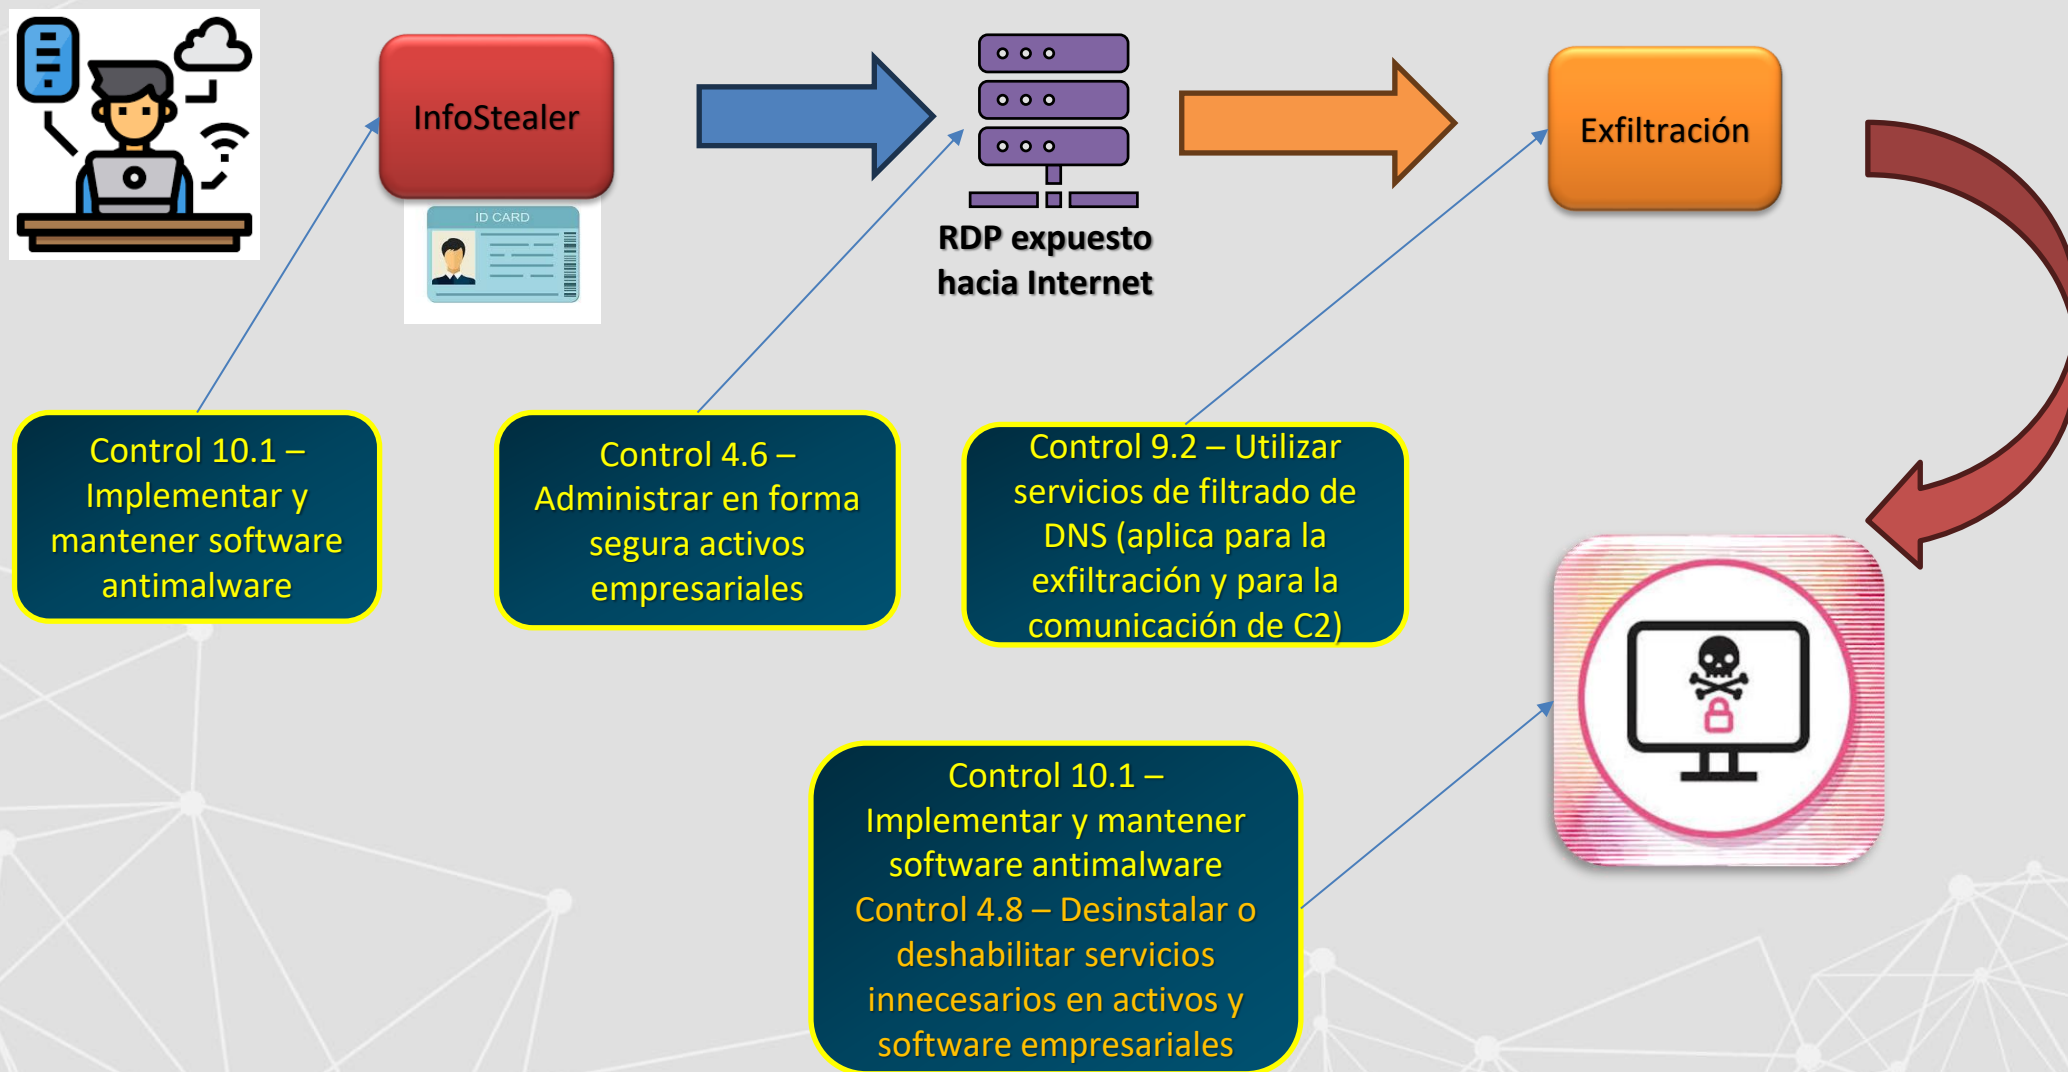 InfoStealer
ID CARD
RDP expuesto
hacia Internet
Exfiltración
Control 10.1 –
Implementar y
mantener software
antimalware
Control 4.6 –
Administrar en forma
segura activos
empresariales
Control 9.2 – Utilizar
servicios de filtrado de
DNS (aplica para la
exfiltración y para la
comunicación de C2)
Control 10.1 –
Implementar y mantener
software antimalware
Control 4.8 – Desinstalar o
deshabilitar servicios
innecesarios en activos y
software empresariales